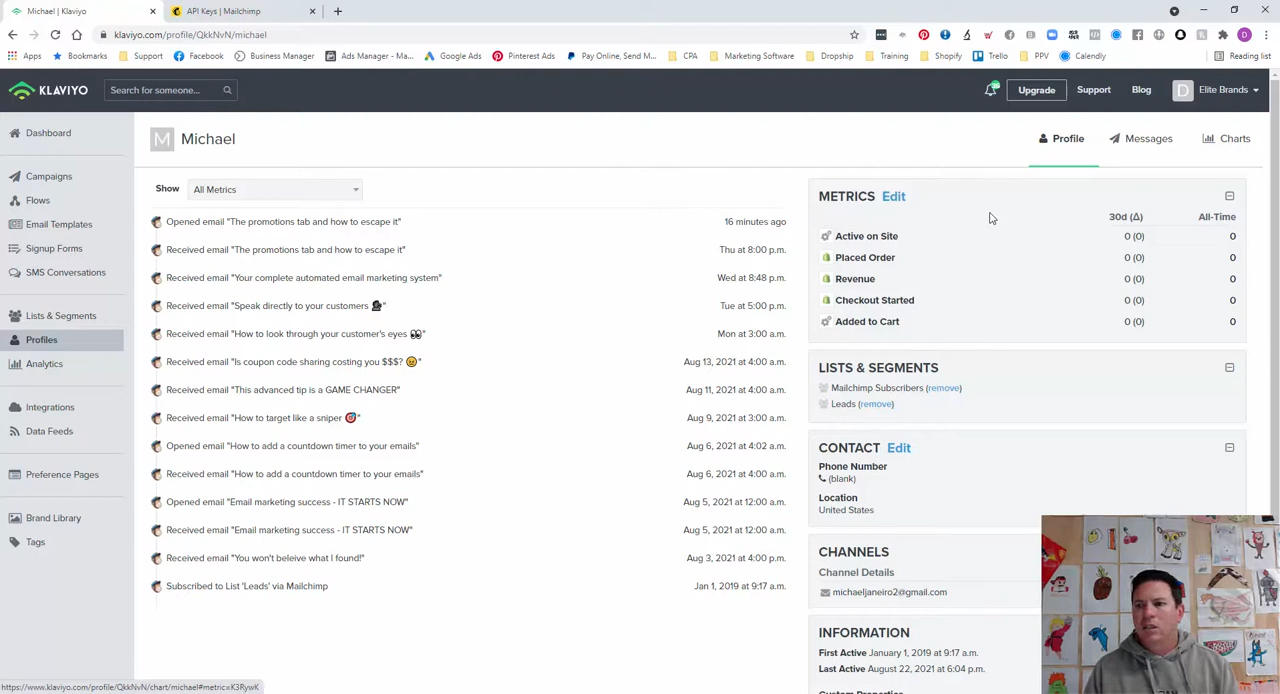 Michael | Klaviyo
API Keys | Mailchimp
klaviyo.com/profile/QkkNvN/michael
Apps
Bookmarks
Support
Facebook
Business Manager
Ads Manager - Ma...
Google Ads
Pinterest Ads
Pay Online, Send M...
CPA
Marketing Software
Dropship
Training
Shopify
Trello
PPV
Calendly
Reading list
KLAVIYO
Search for someone...
Upgrade
Support
Blog
D
Elite Brands
Dashboard
Campaigns
Flows
Email Templates
Signup Forms
SMS Conversations
Lists & Segments
Profiles
Analytics
Integrations
Data Feeds
Preference Pages
Brand Library
Tags
M Michael
Profile
Messages
Charts
Show All Metrics
Opened email "The promotions tab and how to escape it" 16 minutes ago
Received email "The promotions tab and how to escape it" Thu at 8:00 p.m.
Received email "Your complete automated email marketing system" Wed at 8:48 p.m.
Received email "Speak directly to your customers 🗣" Tue at 5:00 p.m.
Received email "How to look through your customer's eyes 👀" Mon at 3:00 a.m.
Received email "Is coupon code sharing costing you $$$? 😠" Aug 13, 2021 at 4:00 a.m.
Received email "This advanced tip is a GAME CHANGER" Aug 11, 2021 at 4:00 a.m.
Received email "How to target like a sniper 🎯" Aug 9, 2021 at 3:00 a.m.
Opened email "How to add a countdown timer to your emails" Aug 6, 2021 at 4:02 a.m.
Received email "How to add a countdown timer to your emails" Aug 6, 2021 at 4:00 a.m.
Opened email "Email marketing success - IT STARTS NOW" Aug 5, 2021 at 12:00 a.m.
Received email "Email marketing success - IT STARTS NOW" Aug 5, 2021 at 12:00 a.m.
Received email "You won't beleive what I found!" Aug 3, 2021 at 4:00 p.m.
Subscribed to List 'Leads' via Mailchimp Jan 1, 2019 at 9:17 a.m.
METRICS Edit
30d (Δ) All-Time
Active on Site 0 (0) 0
Placed Order 0 (0) 0
Revenue 0 (0) 0
Checkout Started 0 (0) 0
Added to Cart 0 (0) 0
LISTS & SEGMENTS
Mailchimp Subscribers (remove)
Leads (remove)
CONTACT Edit
Phone Number
(blank)
Location
United States
CHANNELS
Channel Details
michaeljaneiro2@gmail.com
INFORMATION
First Active January 1, 2019 at 9:17 a.m.
Last Active August 22, 2021 at 6:04 p.m.
Custom Properties
https://www.klaviyo.com/profile/QkkNvN/chart/michael#metric=K3RywK